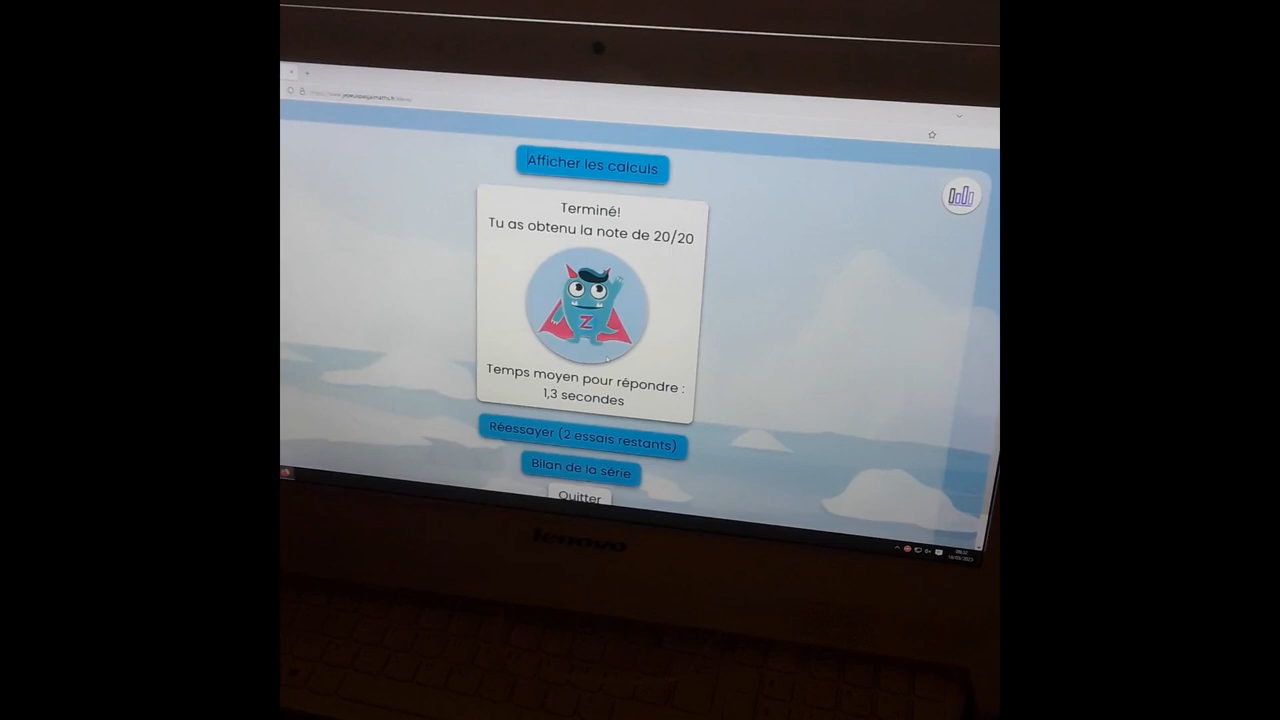 Afficher les calculs
Terminé!
Tu as obtenu la note de 20/20
Z
Temps moyen pour répondre :
1,3 secondes
Réessayer (2 essais restants)
Bilan de la série
Quitter
lenovo